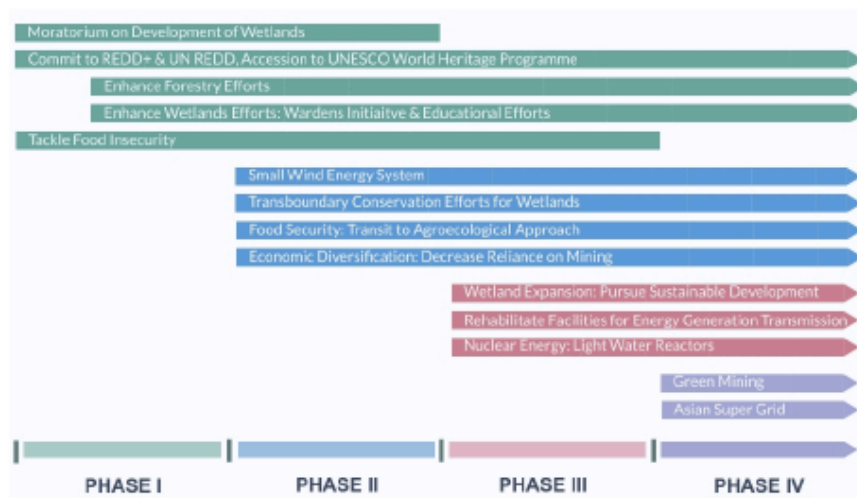 Moratorium on Development of Wetlands
Commit to REDD+ & UN REDD, Accession to UNESCO World Heritage Programme
Enhance Forestry Efforts
Enhance Wetlands Efforts: Wardens Initiaitve & Educational Efforts
Tackle Food Insecurity
Small Wind Energy System
Transboundary Conservation Efforts for Wetlands
Food Security: Transit to Agroecological Approach
Economic Diversification: Decrease Reliance on Mining
Wetland Expansion: Pursue Sustainable Development
Rehabilitate Facilities for Energy Generation Transmission
Nuclear Energy: Light Water Reactors
Green Mining
Asian Super Grid
PHASE I PHASE II PHASE III PHASE IV